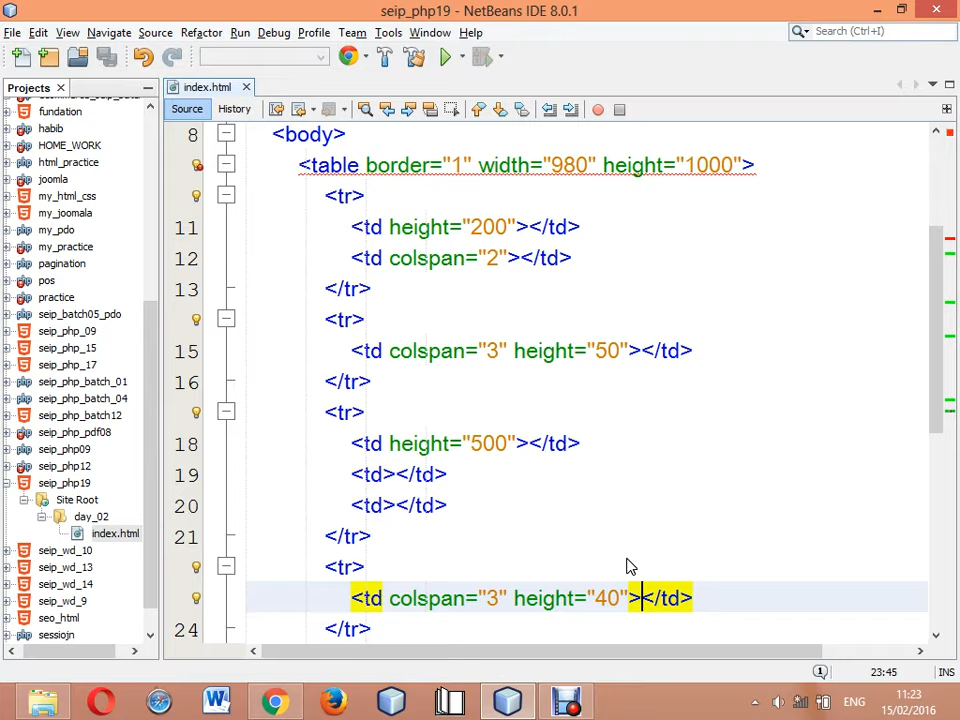 seip_php19 - NetBeans IDE 8.0.1
File Edit View Navigate Source Refactor Run Debug Profile Team Tools Window Help
Search (Ctrl+I)
Projects
index.html
Source History
fundation
habib
HOME_WORK
html_practice
joomla
my_html_css
my_joomala
my_pdo
my_practice
pagination
pos
practice
seip_batch05_pdo
seip_php_09
seip_php_15
seip_php_17
seip_php_batch_01
seip_php_batch_04
seip_php_batch12
seip_php_pdf08
seip_php09
seip_php12
seip_php19
Site Root
day_02
index.html
seip_wd_10
seip_wd_13
seip_wd_14
seip_wd_9
seo_html
sessiojn
8 <body>
<table border="1" width="980" height="1000">
<tr>
11 <td height="200"></td>
12 <td colspan="2"></td>
13 </tr>
<tr>
15 <td colspan="3" height="50"></td>
16 </tr>
<tr>
18 <td height="500"></td>
19 <td></td>
20 <td></td>
21 </tr>
<tr>
<td colspan="3" height="40"></td>
24 </tr>
1
23:45 INS
ENG
11:23
15/02/2016